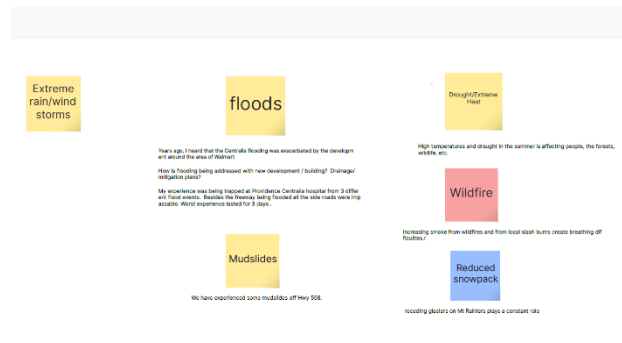 Extreme
rain/wind
storms
floods
Years ago, I heard that the Centralia flooding was exacerbated by the developm
ent around the area of Walmart
How is flooding being addressed with new development / building? Drainage/
mitigation plans?
My experience was being trapped at Providence Centralia hospital from 3 differ
ent flood events. Besides the freeway being flooded all the side roads were imp
assable. Worst experience lasted for 3 days .
Mudslides
We have experienced some mudslides off Hwy 508.
Drought/Extreme
Heat
High temperatures and draught in the summer is affecting people, the forests,
wildlife, etc.
Wildfire
Increasing smoke from wildfires and from local slash burns create breathing dif
ficulties.r
Reduced
snowpack
receding glaciers on Mt Rainiers plays a constant role